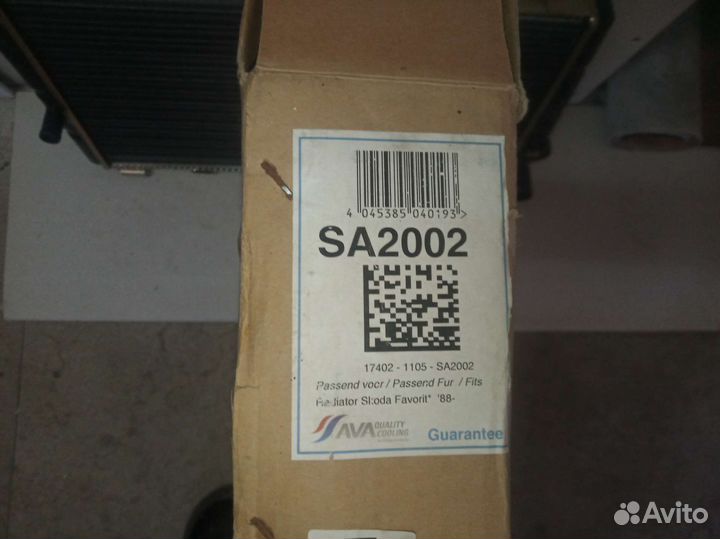 4 045385 040193>
SA2002
17402 - 1105 - SA2002
Passend voor / Passend Fur / Fits
Radiator Skoda Favorit* '88-
AVA QUALITY COOLING
Guarantee
Avito